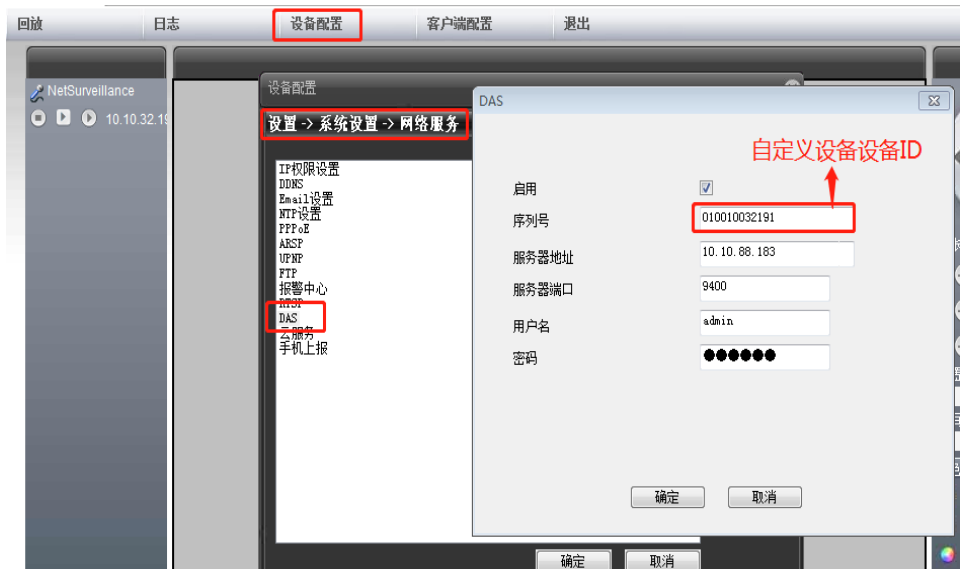 回放 日志 设备配置 客户端配置 退出
NetSurveillance
10.10.32.19
设备配置
设置 -> 系统设置 -> 网络服务
IP权限设置
DDNS
Email设置
NTP设置
PPPoE
ARSP
UPNP
FTP
报警中心
RTSP
DAS
云服务
手机上报
确定 取消
DAS
自定义设备设备ID
启用
序列号 010010032191
服务器地址 10.10.88.183
服务器端口 9400
用户名 admin
密码 ●●●●●●
确定 取消